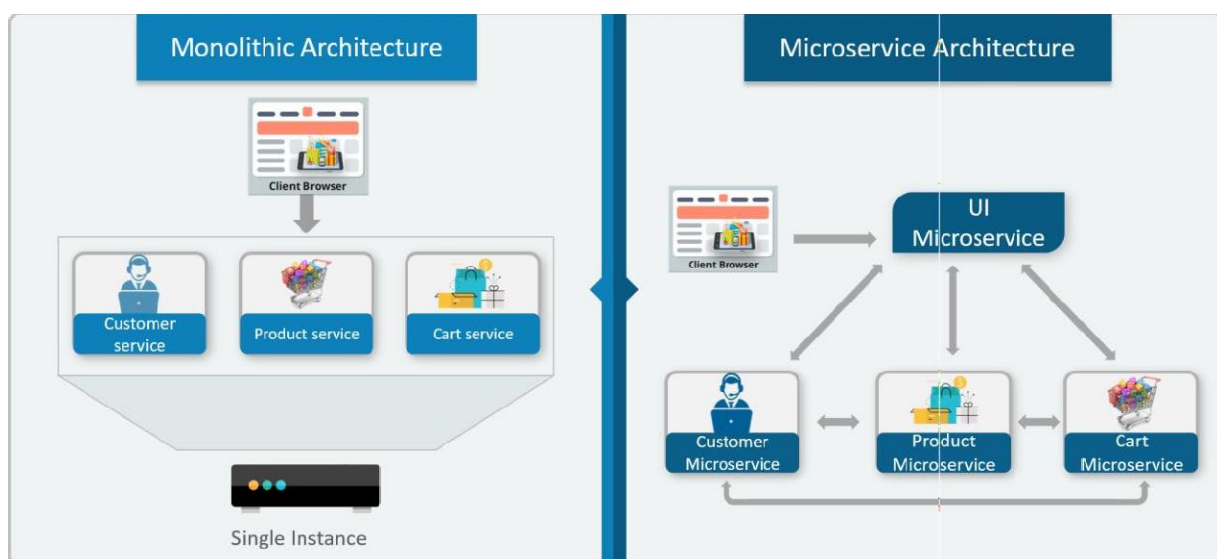 Monolithic Architecture
Client Browser
Customer
service
Product service
Cart service
Single Instance
Microservice Architecture
Client Browser
UI
Microservice
Customer
Microservice
Product
Microservice
Cart
Microservice